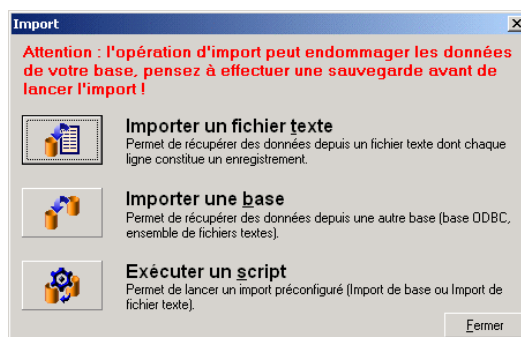 Import
Attention : l'opération d'import peut endommager les données
de votre base, pensez à effectuer une sauvegarde avant de
lancer l'import !
Importer un fichier texte
Permet de récupérer des données depuis un fichier texte dont chaque
ligne constitue un enregistrement.
Importer une base
Permet de récupérer des données depuis une autre base (base ODBC,
ensemble de fichiers textes).
Exécuter un script
Permet de lancer un import préconfiguré (Import de base ou Import de
fichier texte).
Fermer